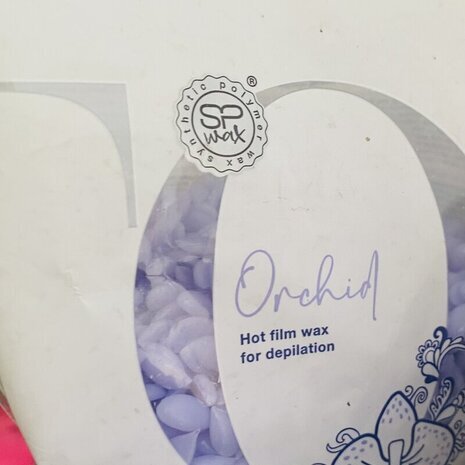 synthetic polymer wax
SP
wax
®
Orchid
Hot film wax
for depilation